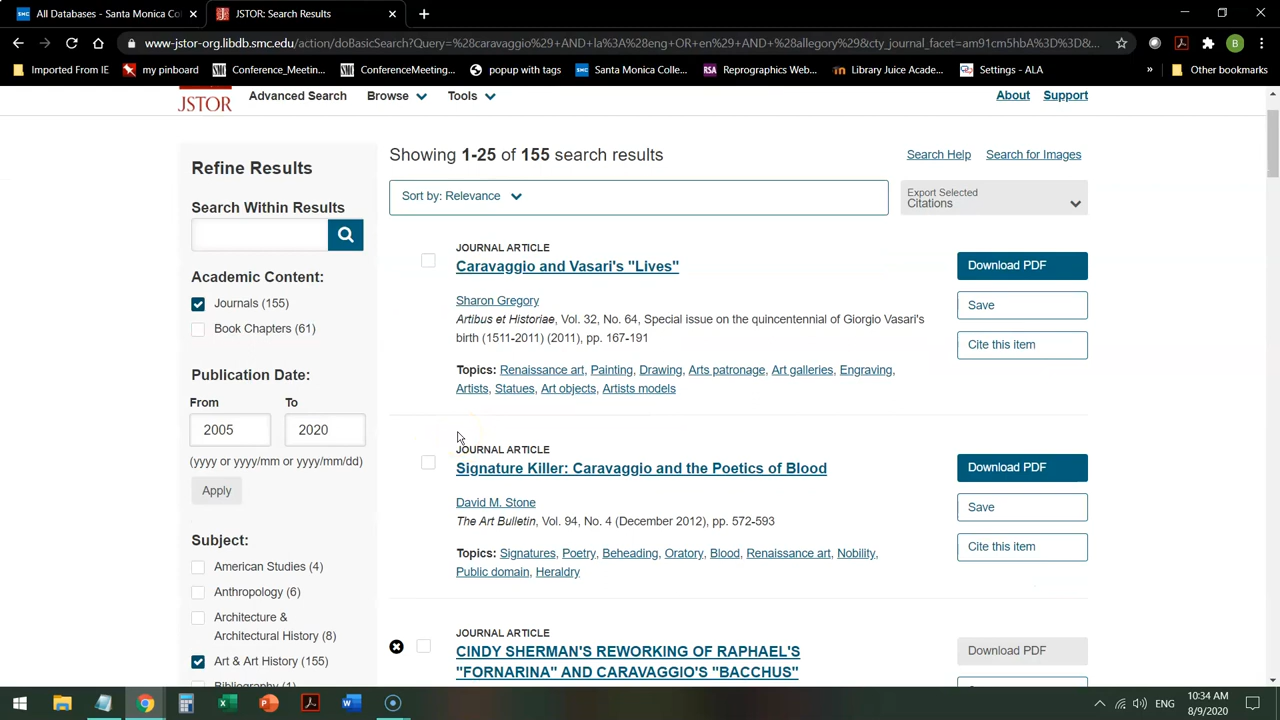 All Databases - Santa Monica Co
JSTOR: Search Results
www-jstor-org.libdb.smc.edu/action/doBasicSearch?Query=%28caravaggio%29+AND+la%3A%28eng+OR+en%29+AND+%28allegory%29&cty_journal_facet=am91cm5hbA%3D%3D&...
B
Imported From IE
my pinboard
SMC
Conference_Meetin...
ConferenceMeeting...
popup with tags
SMC
Santa Monica Colle...
RSA
Reprographics Web...
Library Juice Acade...
Settings - ALA
»
Other bookmarks
JSTOR
Advanced Search
Browse
Tools
About
Support
Refine Results
Search Within Results
Academic Content:
Journals (155)
Book Chapters (61)
Publication Date:
From To
2005 2020
(yyyy or yyyy/mm or yyyy/mm/dd)
Apply
Subject:
American Studies (4)
Anthropology (6)
Architecture &
Architectural History (8)
Art & Art History (155)
Bibliography (1)
Showing 1-25 of 155 search results
Search Help
Search for Images
Sort by: Relevance
Export Selected
Citations
JOURNAL ARTICLE
Caravaggio and Vasari's "Lives"
Sharon Gregory
Artibus et Historiae, Vol. 32, No. 64, Special issue on the quincentennial of Giorgio Vasari's
birth (1511-2011) (2011), pp. 167-191
Topics: Renaissance art, Painting, Drawing, Arts patronage, Art galleries, Engraving,
Artists, Statues, Art objects, Artists models
Download PDF
Save
Cite this item
JOURNAL ARTICLE
Signature Killer: Caravaggio and the Poetics of Blood
David M. Stone
The Art Bulletin, Vol. 94, No. 4 (December 2012), pp. 572-593
Topics: Signatures, Poetry, Beheading, Oratory, Blood, Renaissance art, Nobility,
Public domain, Heraldry
Download PDF
Save
Cite this item
JOURNAL ARTICLE
CINDY SHERMAN'S REWORKING OF RAPHAEL'S
"FORNARINA" AND CARAVAGGIO'S "BACCHUS"
Download PDF
ENG
10:34 AM
8/9/2020